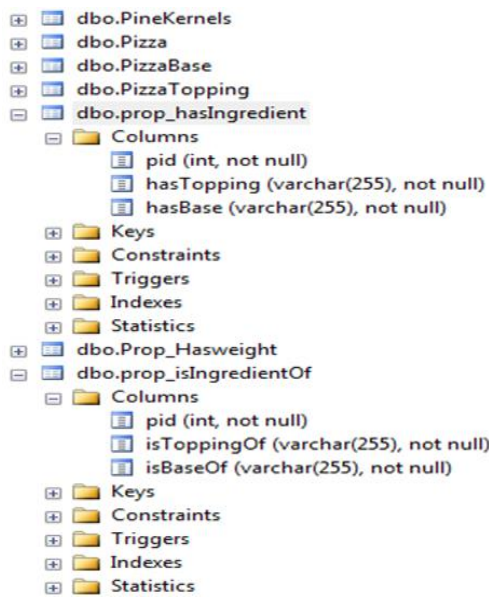 dbo.PineKernels
dbo.Pizza
dbo.PizzaBase
dbo.PizzaTopping
dbo.prop_hasIngredient
Columns
pid (int, not null)
hasTopping (varchar(255), not null)
hasBase (varchar(255), not null)
Keys
Constraints
Triggers
Indexes
Statistics
dbo.Prop_Hasweight
dbo.prop_isIngredientOf
Columns
pid (int, not null)
isToppingOf (varchar(255), not null)
isBaseOf (varchar(255), not null)
Keys
Constraints
Triggers
Indexes
Statistics